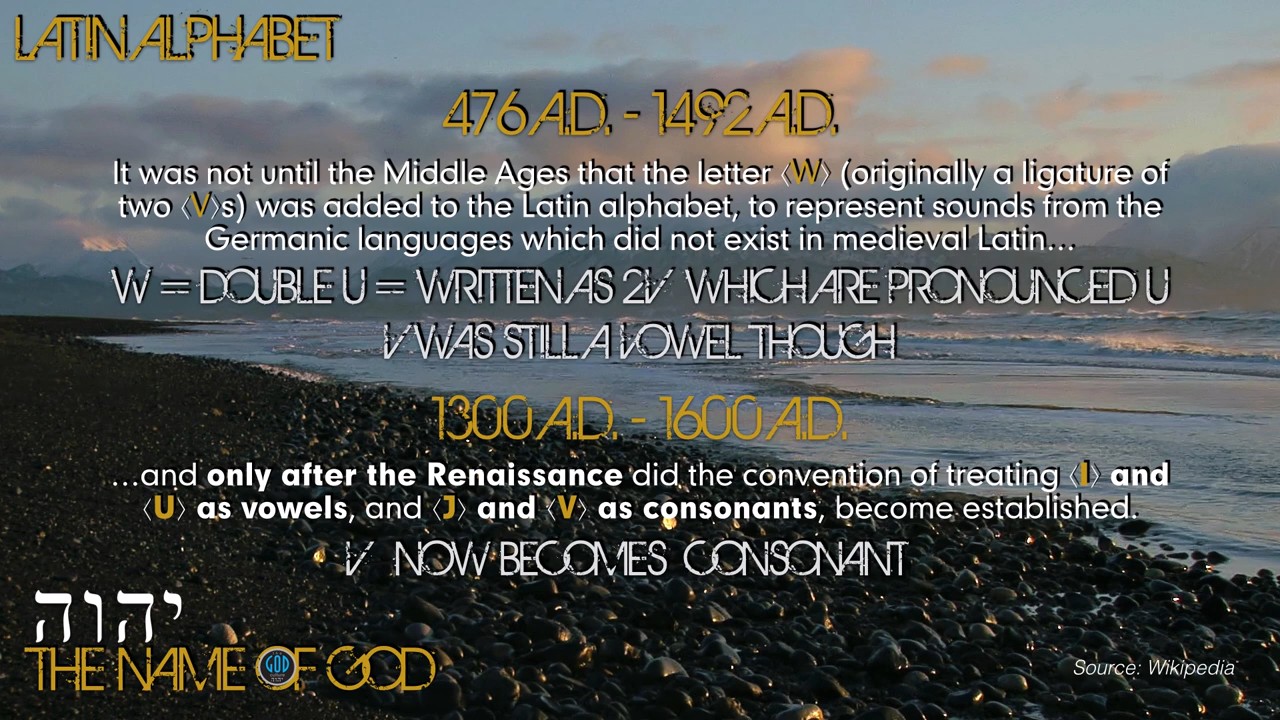 LATIN ALPHABET
476 A.D. - 1492 A.D.
It was not until the Middle Ages that the letter ⟨W⟩ (originally a ligature of
two ⟨V⟩s) was added to the Latin alphabet, to represent sounds from the
Germanic languages which did not exist in medieval Latin...
W = DOUBLE U = WRITTEN AS 2V WHICH ARE PRONOUNCED U
V WAS STILL A VOWEL THOUGH
1300 A.D. - 1600 A.D.
...and only after the Renaissance did the convention of treating ⟨I⟩ and
⟨U⟩ as vowels, and ⟨J⟩ and ⟨V⟩ as consonants, become established.
V NOW BECOMES CONSONANT
יהוה
THE NAME OF GOD
GOD
יהוה
Source: Wikipedia